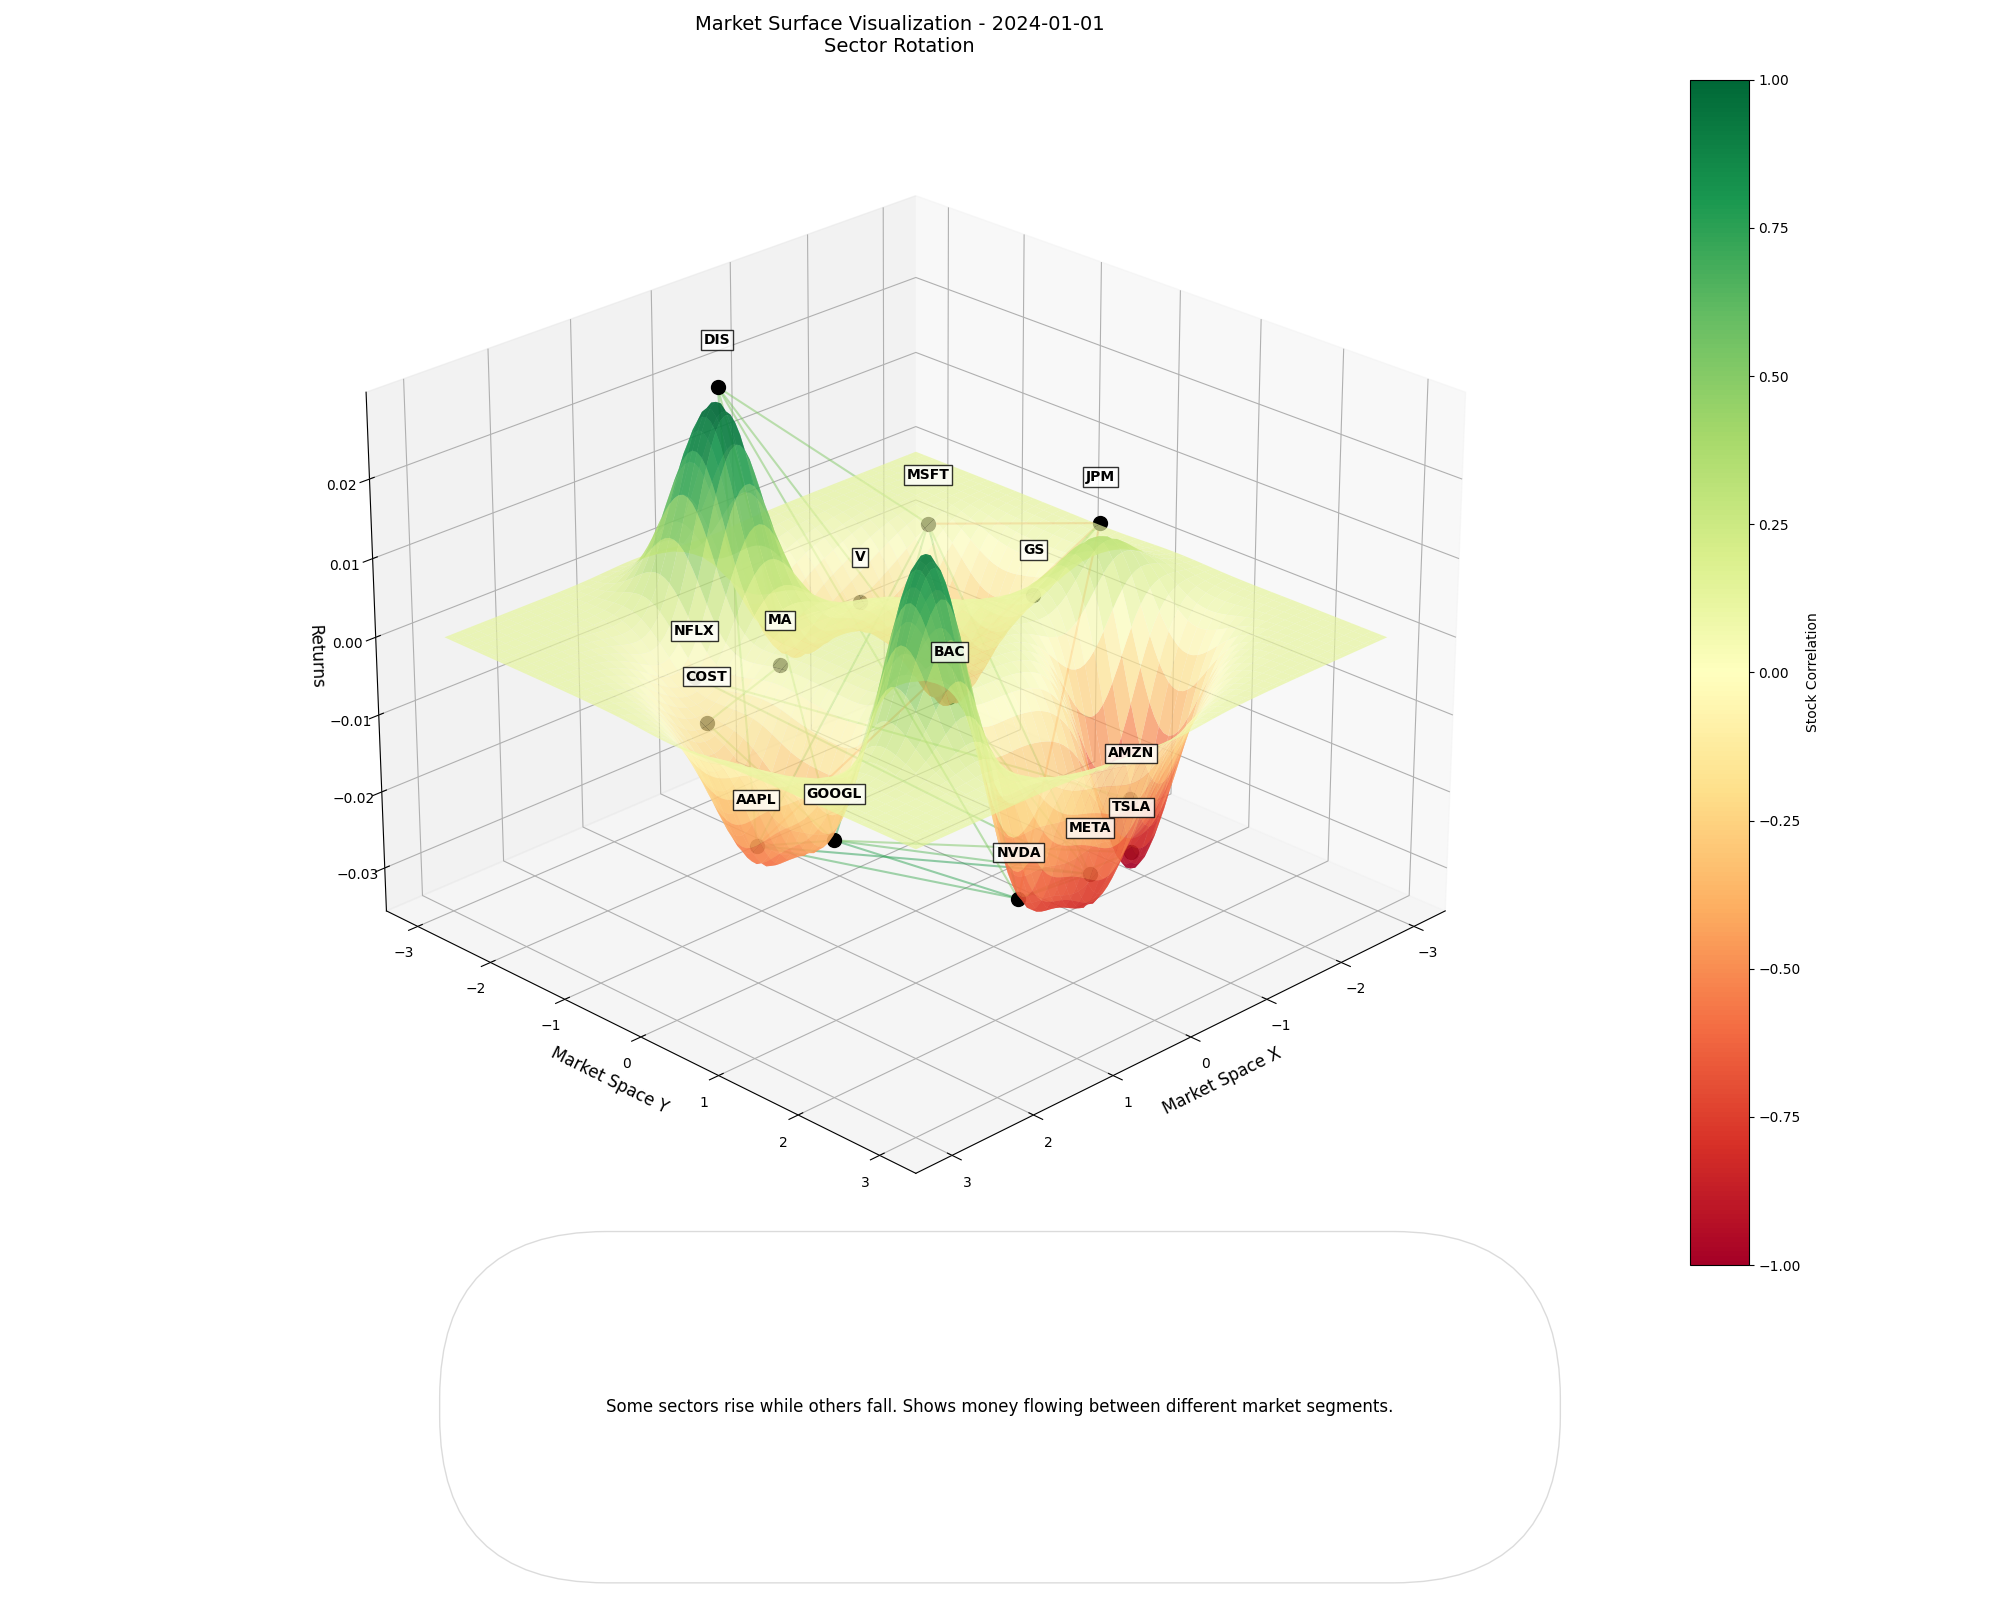 Market Surface Visualization - 2024-01-01
Sector Rotation
DIS
MSFT
JPM
V
GS
MA
NFLX
BAC
COST
AMZN
AAPL
GOOGL
TSLA
META
NVDA
0.02
0.01
0.00
−0.01
−0.02
−0.03
Returns
−3
−2
−1
0
1
2
3
Market Space Y
3
2
1
0
−1
−2
−3
Market Space X
1.00
0.75
0.50
0.25
0.00
−0.25
−0.50
−0.75
−1.00
Stock Correlation
Some sectors rise while others fall. Shows money flowing between different market segments.